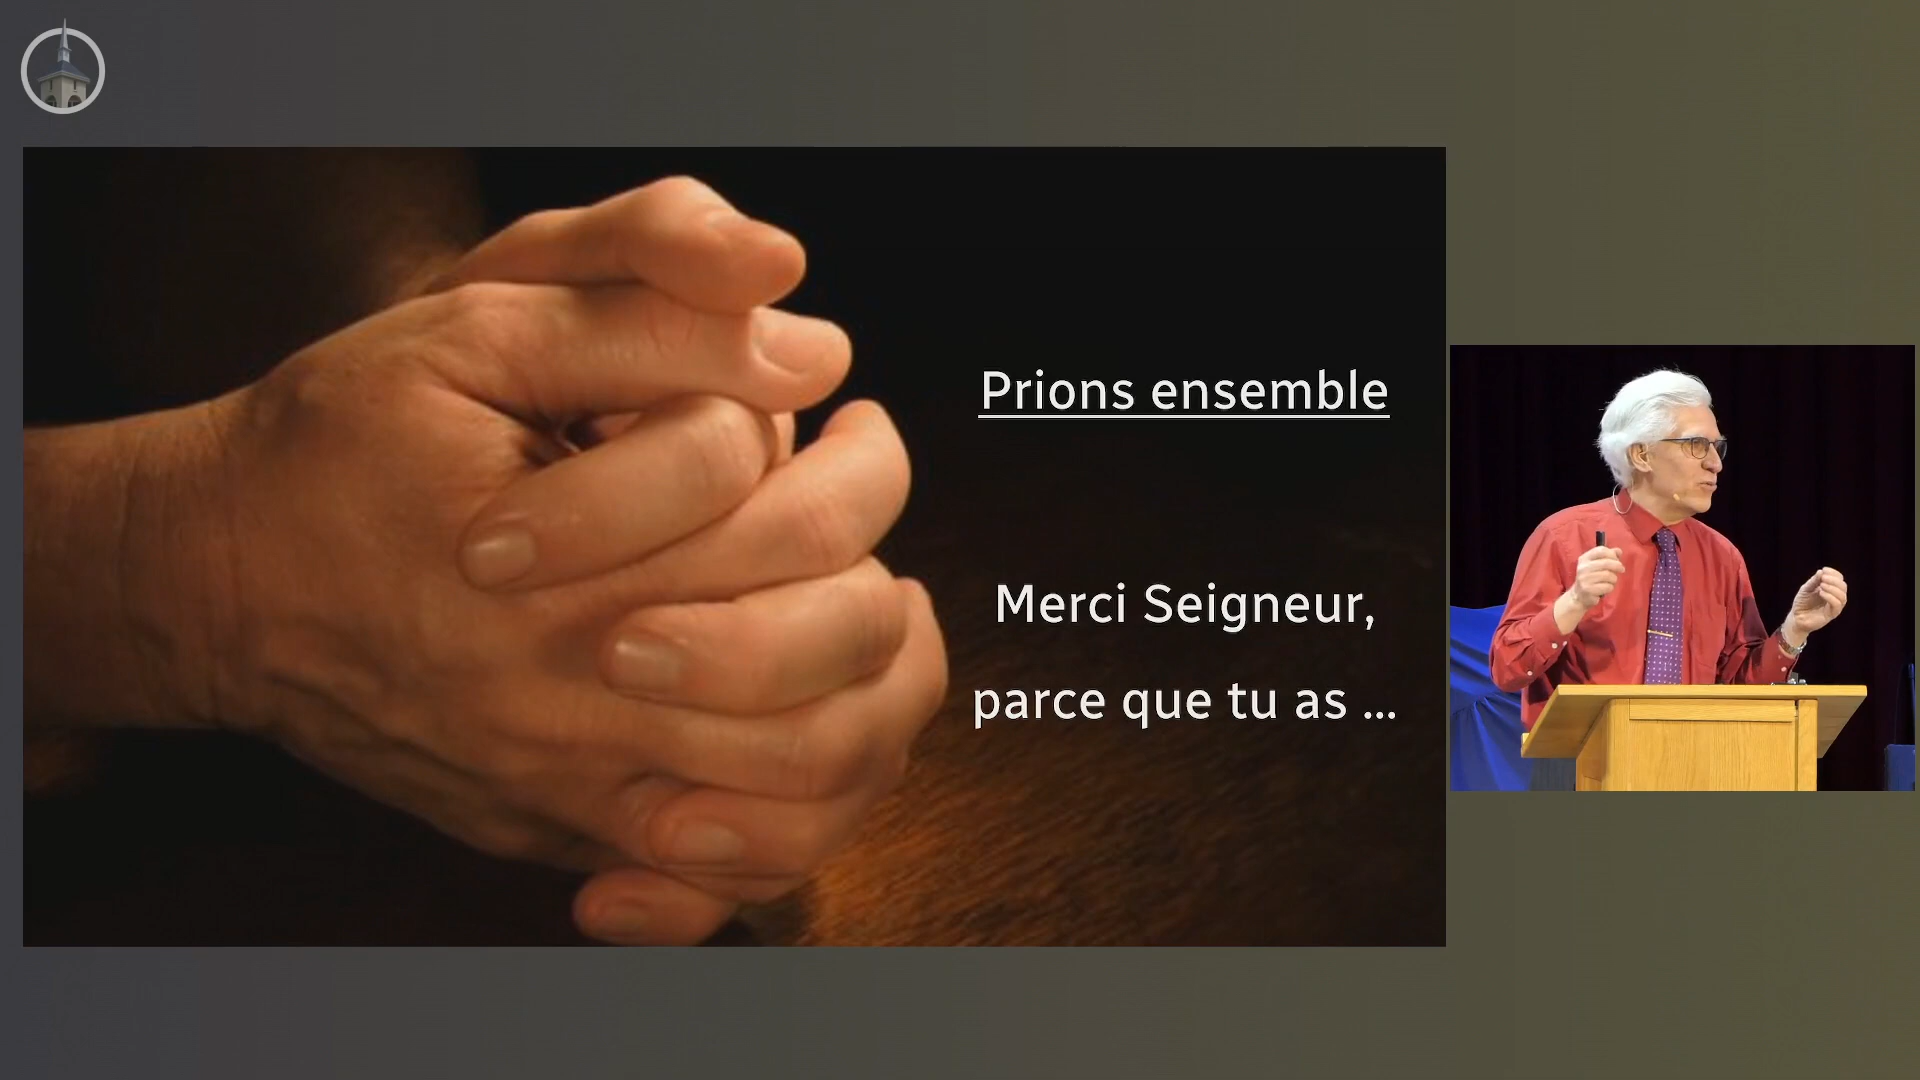 Prions ensemble
Merci Seigneur,
parce que tu as ...